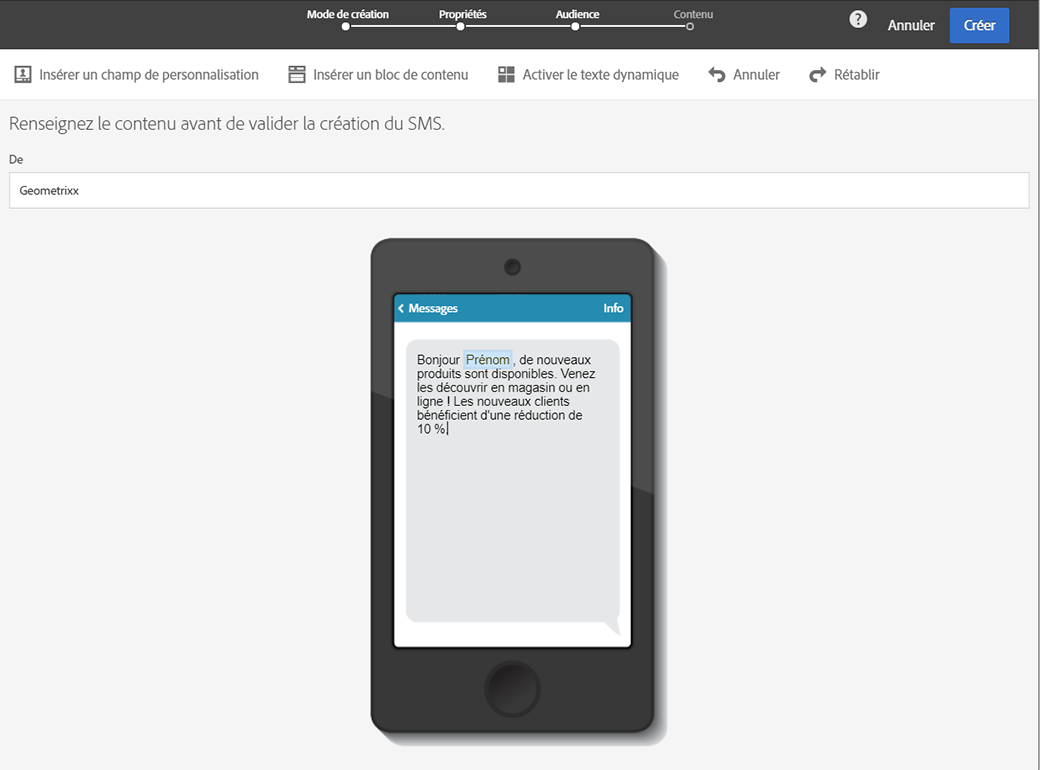 Mode de création Propriétés Audience Contenu
? Annuler Créer
Insérer un champ de personnalisation Insérer un bloc de contenu Activer le texte dynamique Annuler Rétablir
Renseignez le contenu avant de valider la création du SMS.
De
Geometrixx
Messages Info
Bonjour Prénom , de nouveaux
produits sont disponibles. Venez
les découvrir en magasin ou en
ligne ! Les nouveaux clients
bénéficient d'une réduction de
10 %.